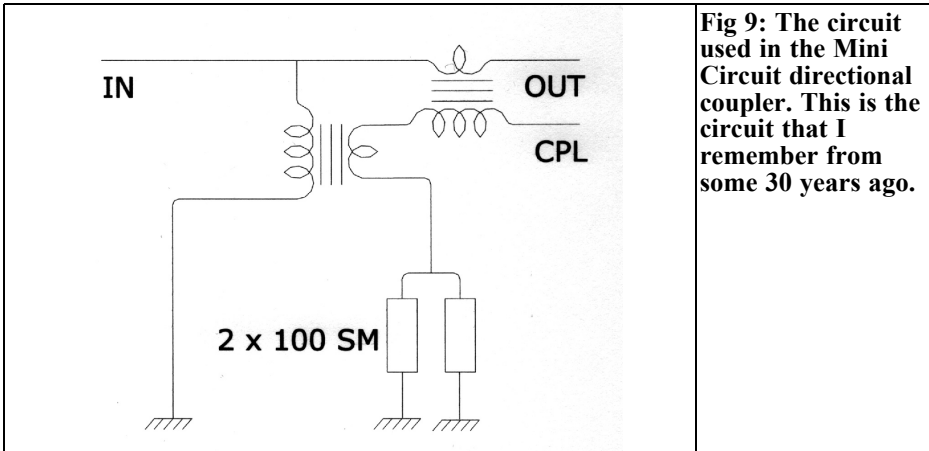 IN
OUT
CPL
2 x 100 SM
Fig 9: The circuit
used in the Mini
Circuit directional
coupler. This is the
circuit that I
remember from
some 30 years ago.